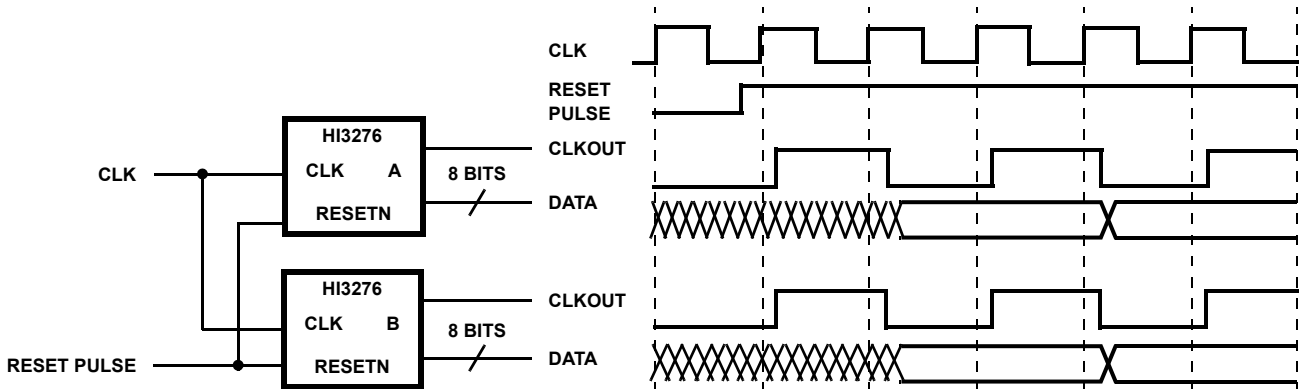 CLK
RESET
PULSE
CLKOUT
DATA
CLK
HI3276
CLK A
RESETN
8 BITS
HI3276
CLK B
RESETN
8 BITS
CLKOUT
DATA
RESET PULSE